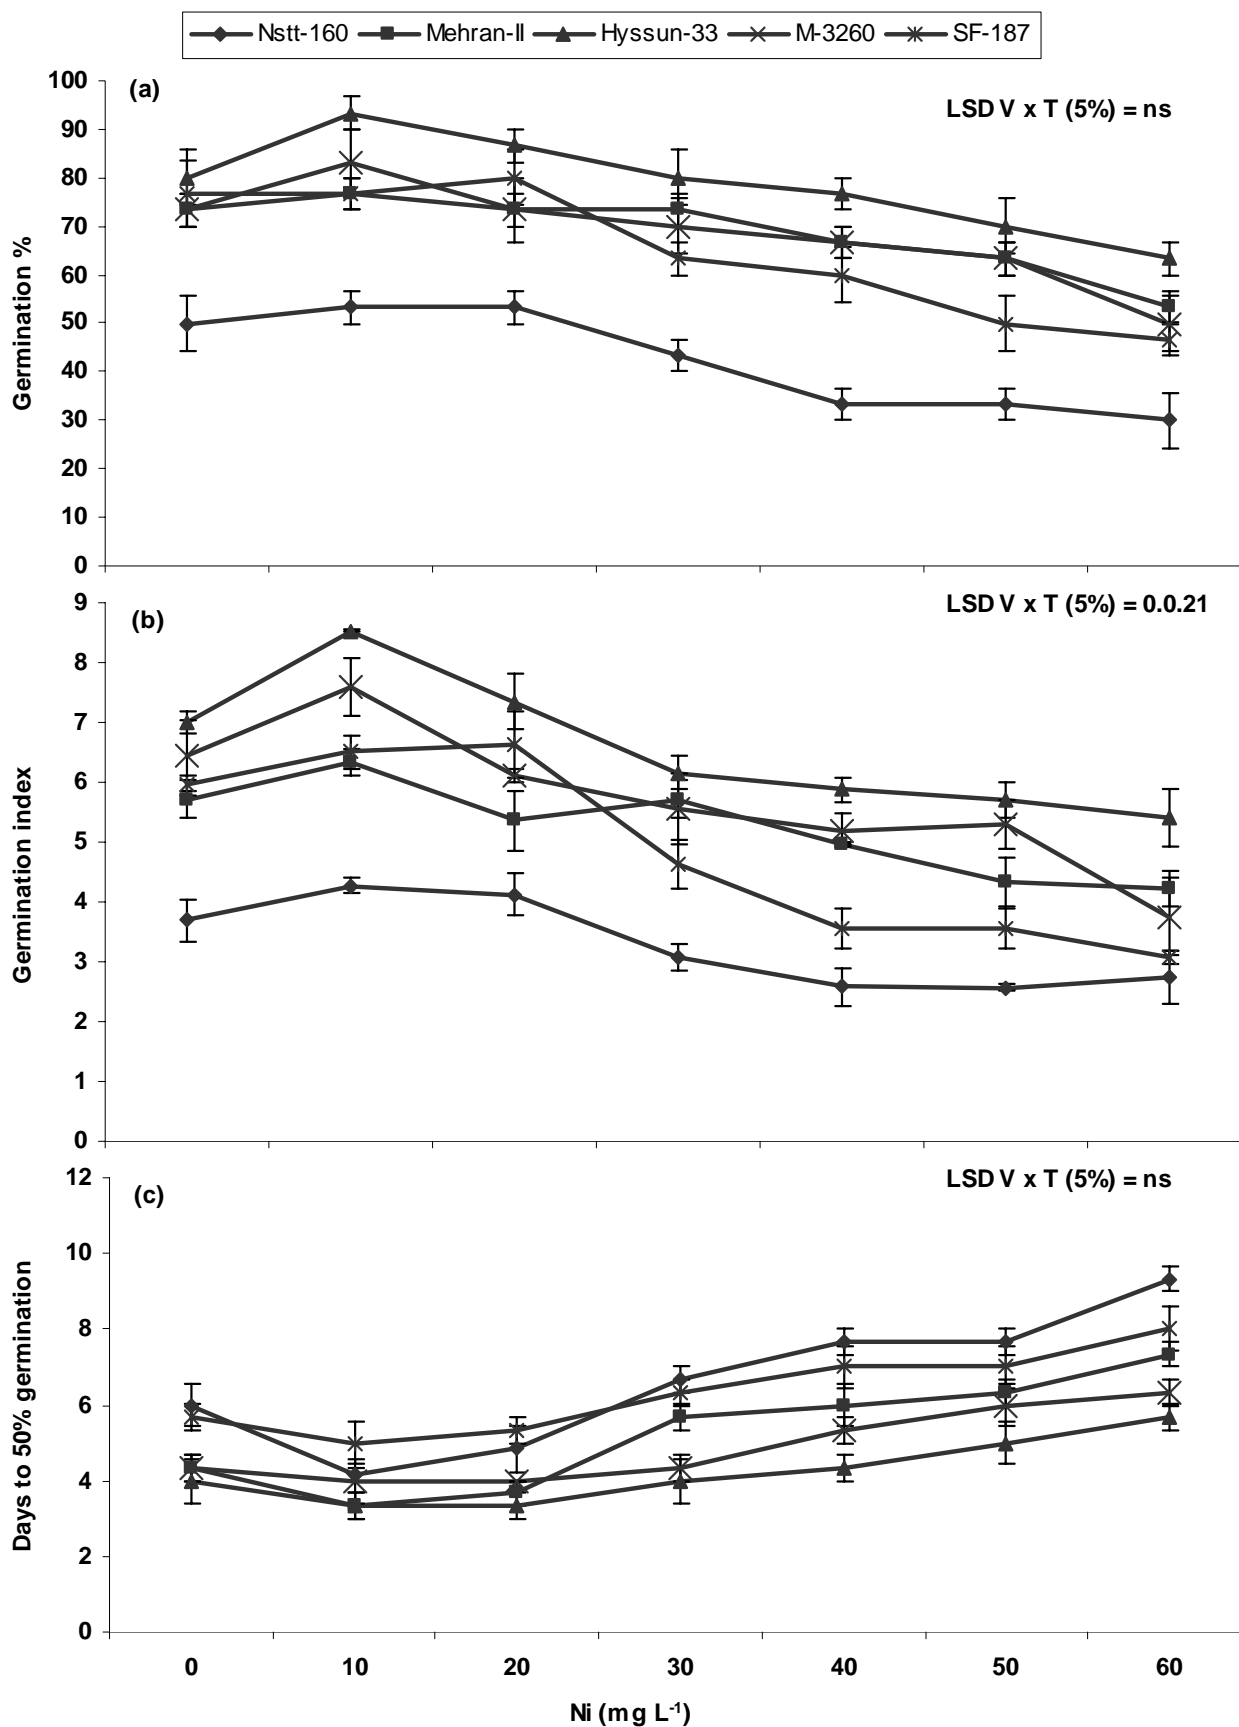 Nstt-160 Mehran-II Hyssun-33 M-3260 SF-187
(a)
LSD V x T (5%) = ns
Germination %
100
90
80
70
60
50
40
30
20
10
0
(b)
LSD V x T (5%) = 0.0.21
Germination index
9
8
7
6
5
4
3
2
1
0
(c)
LSD V x T (5%) = ns
Days to 50% germination
12
10
8
6
4
2
0
0 10 20 30 40 50 60
Ni (mg L⁻¹)